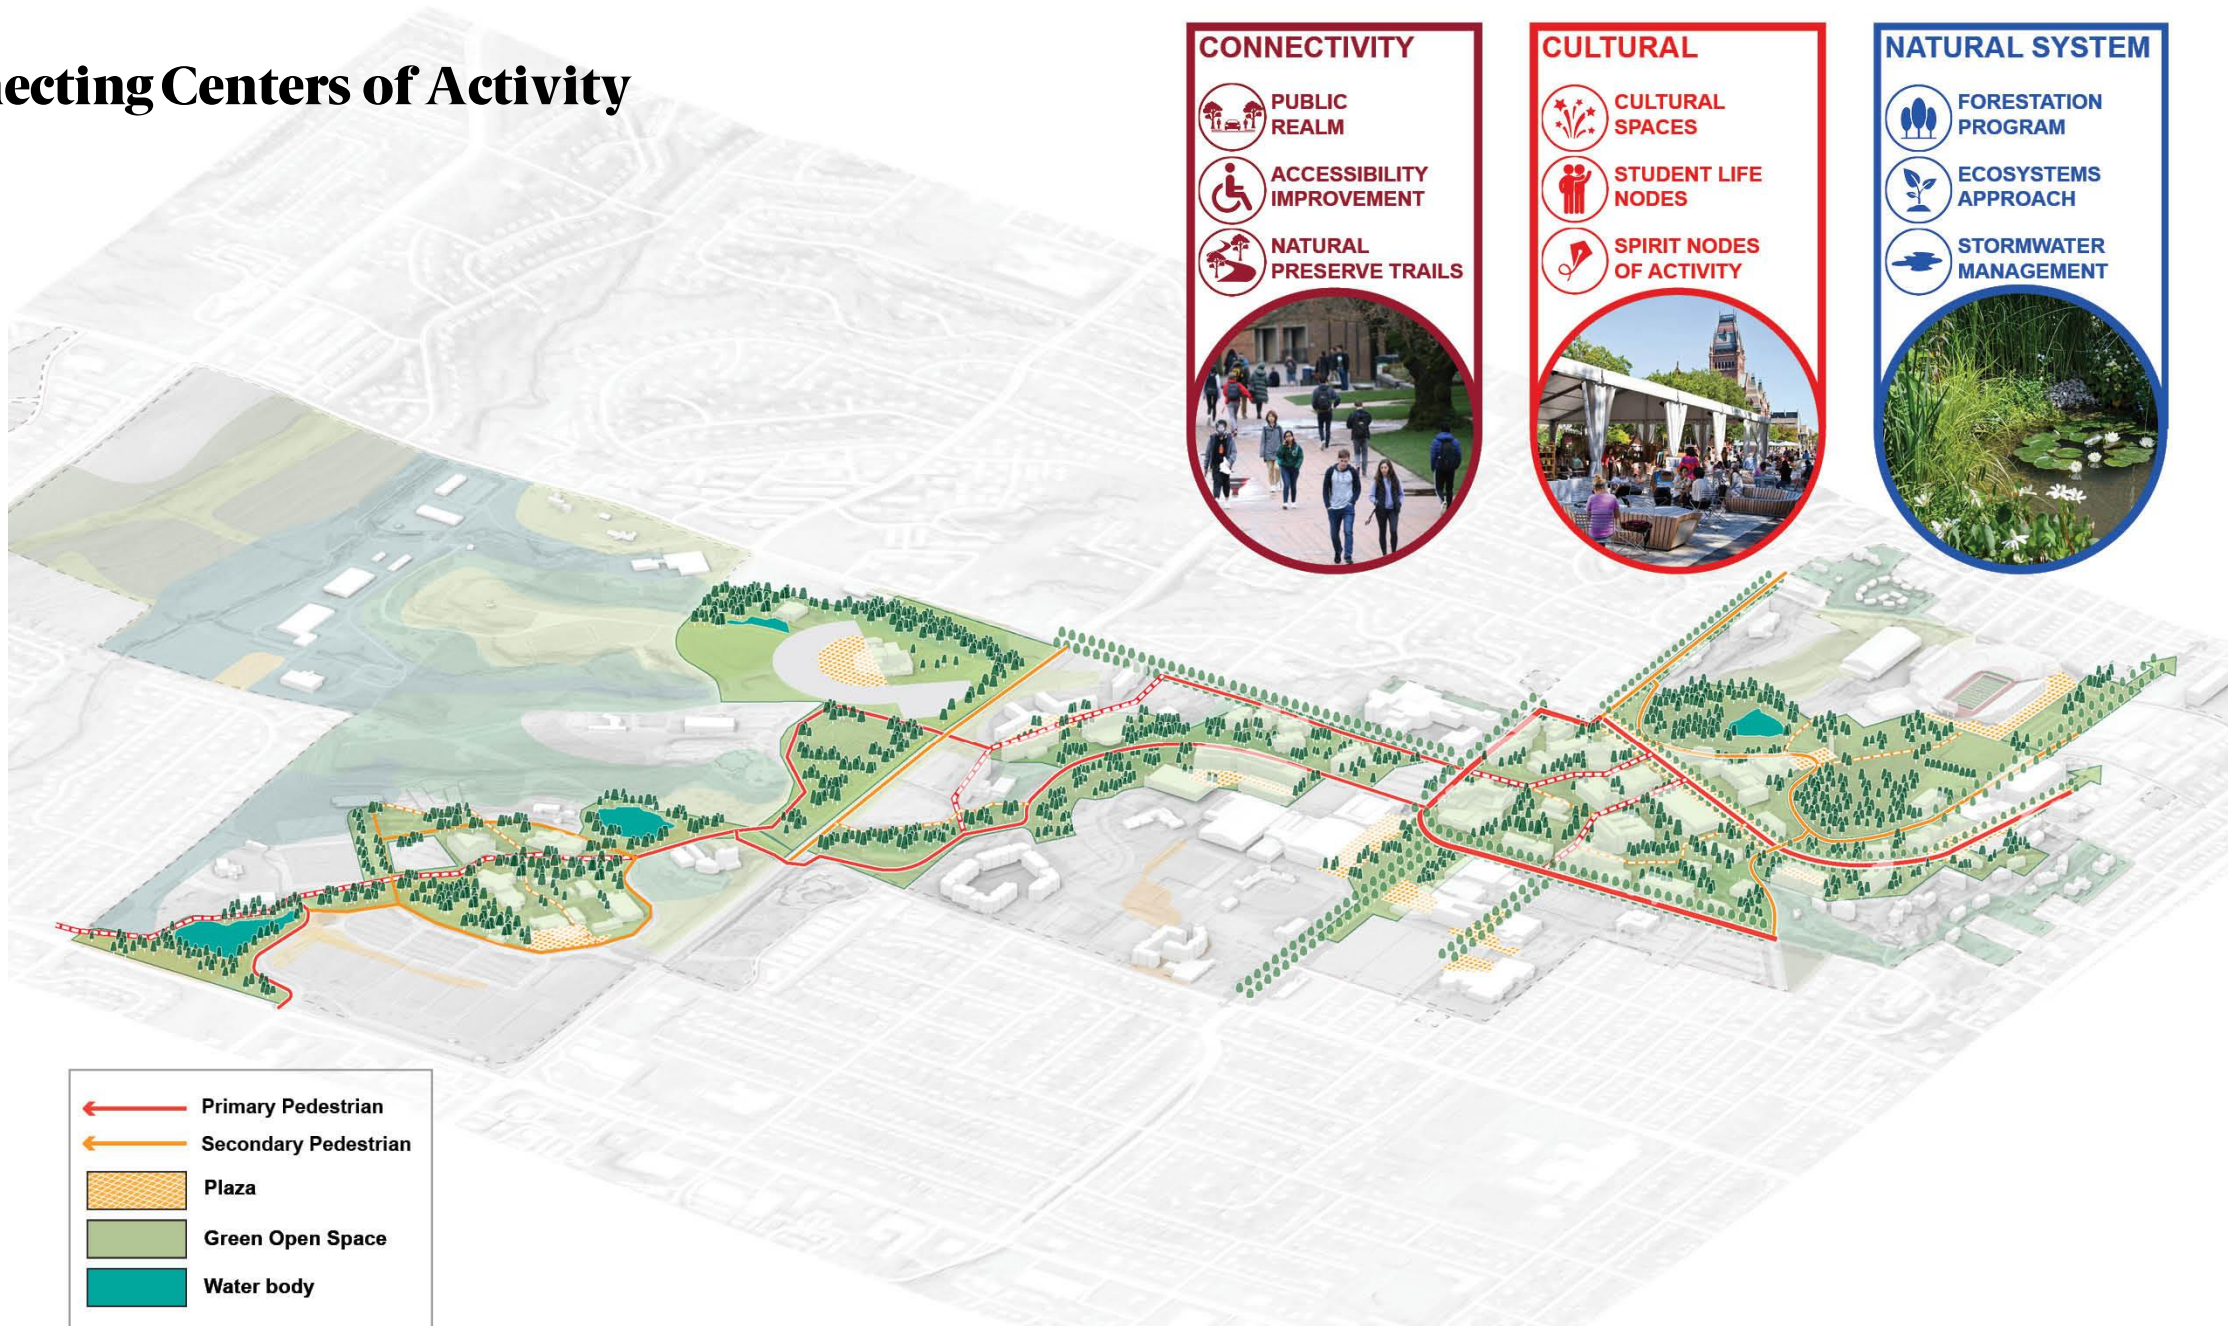 ecting Centers of Activity
CONNECTIVITY
PUBLIC
REALM
ACCESSIBILITY
IMPROVEMENT
NATURAL
PRESERVE TRAILS
CULTURAL
CULTURAL
SPACES
STUDENT LIFE
NODES
SPIRIT NODES
OF ACTIVITY
NATURAL SYSTEM
FORESTATION
PROGRAM
ECOSYSTEMS
APPROACH
STORMWATER
MANAGEMENT
Primary Pedestrian
Secondary Pedestrian
Plaza
Green Open Space
Water body